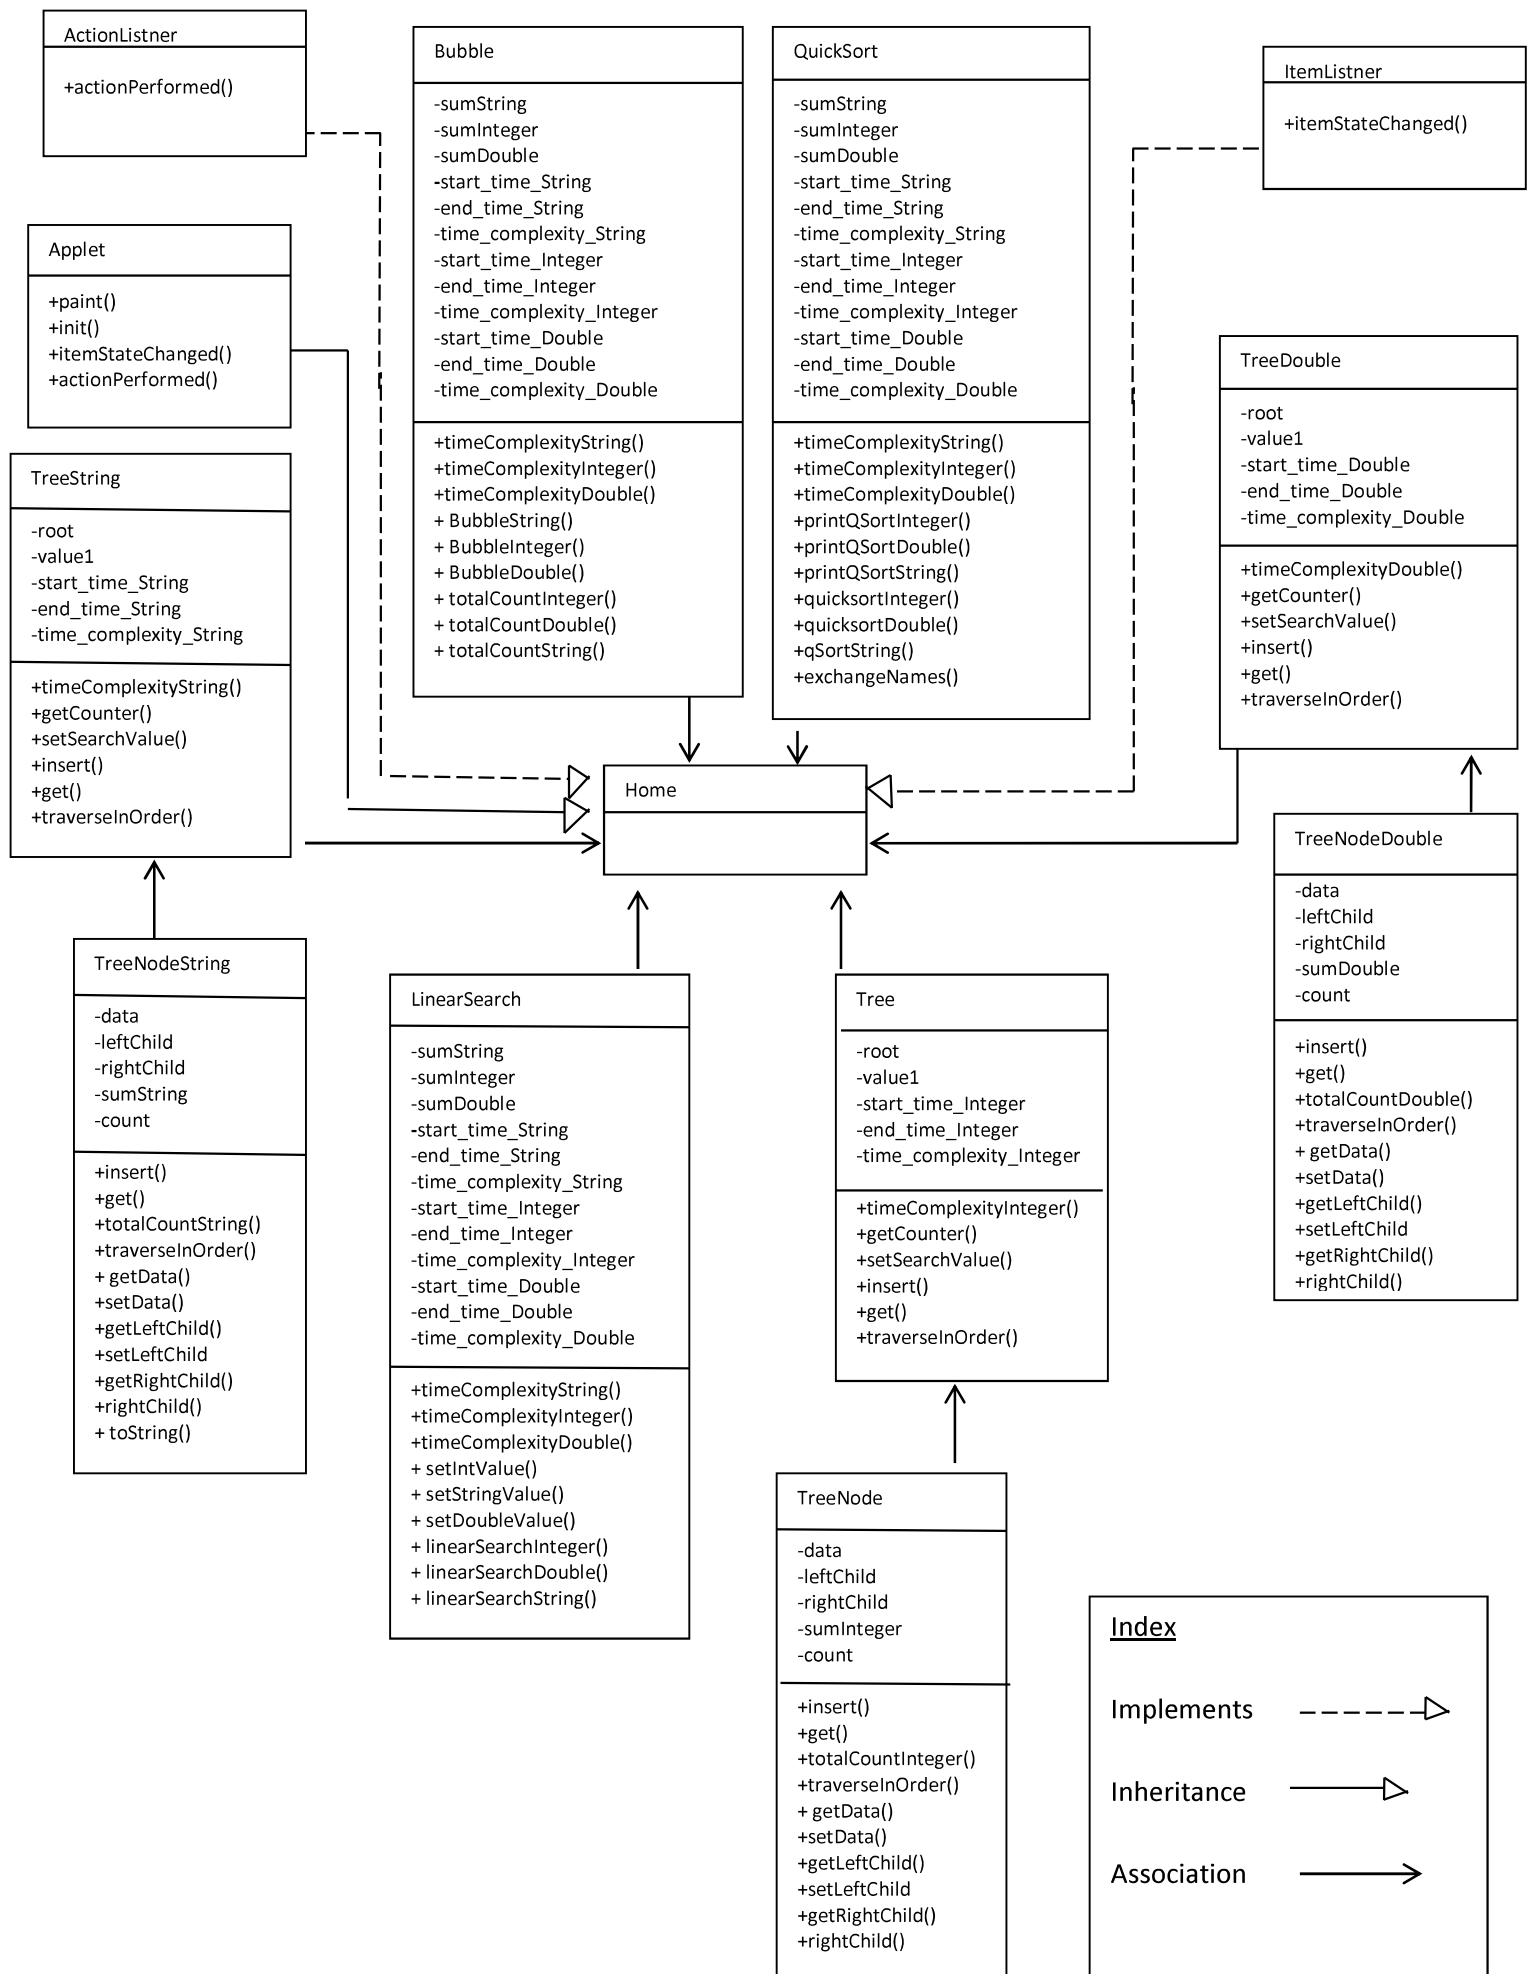 ActionListner
+actionPerformed()
Bubble
-sumString
-sumInteger
-sumDouble
-start_time_String
-end_time_String
-time_complexity_String
-start_time_Integer
-end_time_Integer
-time_complexity_Integer
-start_time_Double
-end_time_Double
-time_complexity_Double
+timeComplexityString()
+timeComplexityInteger()
+timeComplexityDouble()
+ BubbleString()
+ BubbleInteger()
+ BubbleDouble()
+ totalCountInteger()
+ totalCountDouble()
+ totalCountString()
QuickSort
-sumString
-sumInteger
-sumDouble
-start_time_String
-end_time_String
-time_complexity_String
-start_time_Integer
-end_time_Integer
-time_complexity_Integer
-start_time_Double
-end_time_Double
-time_complexity_Double
+timeComplexityString()
+timeComplexityInteger()
+timeComplexityDouble()
+printQSortInteger()
+printQSortDouble()
+printQSortString()
+quicksortInteger()
+quicksortDouble()
+qSortString()
+exchangeNames()
ItemListner
+itemStateChanged()
Applet
+paint()
+init()
+itemStateChanged()
+actionPerformed()
TreeString
-root
-value1
-start_time_String
-end_time_String
-time_complexity_String
+timeComplexityString()
+getCounter()
+setSearchValue()
+insert()
+get()
+traverseInOrder()
TreeDouble
-root
-value1
-start_time_Double
-end_time_Double
-time_complexity_Double
+timeComplexityDouble()
+getCounter()
+setSearchValue()
+insert()
+get()
+traverseInOrder()
Home
TreeNodeDouble
-data
-leftChild
-rightChild
-sumDouble
-count
+insert()
+get()
+totalCountDouble()
+traverseInOrder()
+ getData()
+setData()
+getLeftChild()
+setLeftChild
+getRightChild()
+rightChild()
TreeNodeString
-data
-leftChild
-rightChild
-sumString
-count
+insert()
+get()
+totalCountString()
+traverseInOrder()
+ getData()
+setData()
+getLeftChild()
+setLeftChild
+getRightChild()
+rightChild()
+ toString()
LinearSearch
-sumString
-sumInteger
-sumDouble
-start_time_String
-end_time_String
-time_complexity_String
-start_time_Integer
-end_time_Integer
-time_complexity_Integer
-start_time_Double
-end_time_Double
-time_complexity_Double
+timeComplexityString()
+timeComplexityInteger()
+timeComplexityDouble()
+ setIntValue()
+ setStringValue()
+ setDoubleValue()
+ linearSearchInteger()
+ linearSearchDouble()
+ linearSearchString()
Tree
-root
-value1
-start_time_Integer
-end_time_Integer
-time_complexity_Integer
+timeComplexityInteger()
+getCounter()
+setSearchValue()
+insert()
+get()
+traverseInOrder()
TreeNode
-data
-leftChild
-rightChild
-sumInteger
-count
+insert()
+get()
+totalCountInteger()
+traverseInOrder()
+ getData()
+setData()
+getLeftChild()
+setLeftChild
+getRightChild()
+rightChild()
Index
Implements
Inheritance
Association